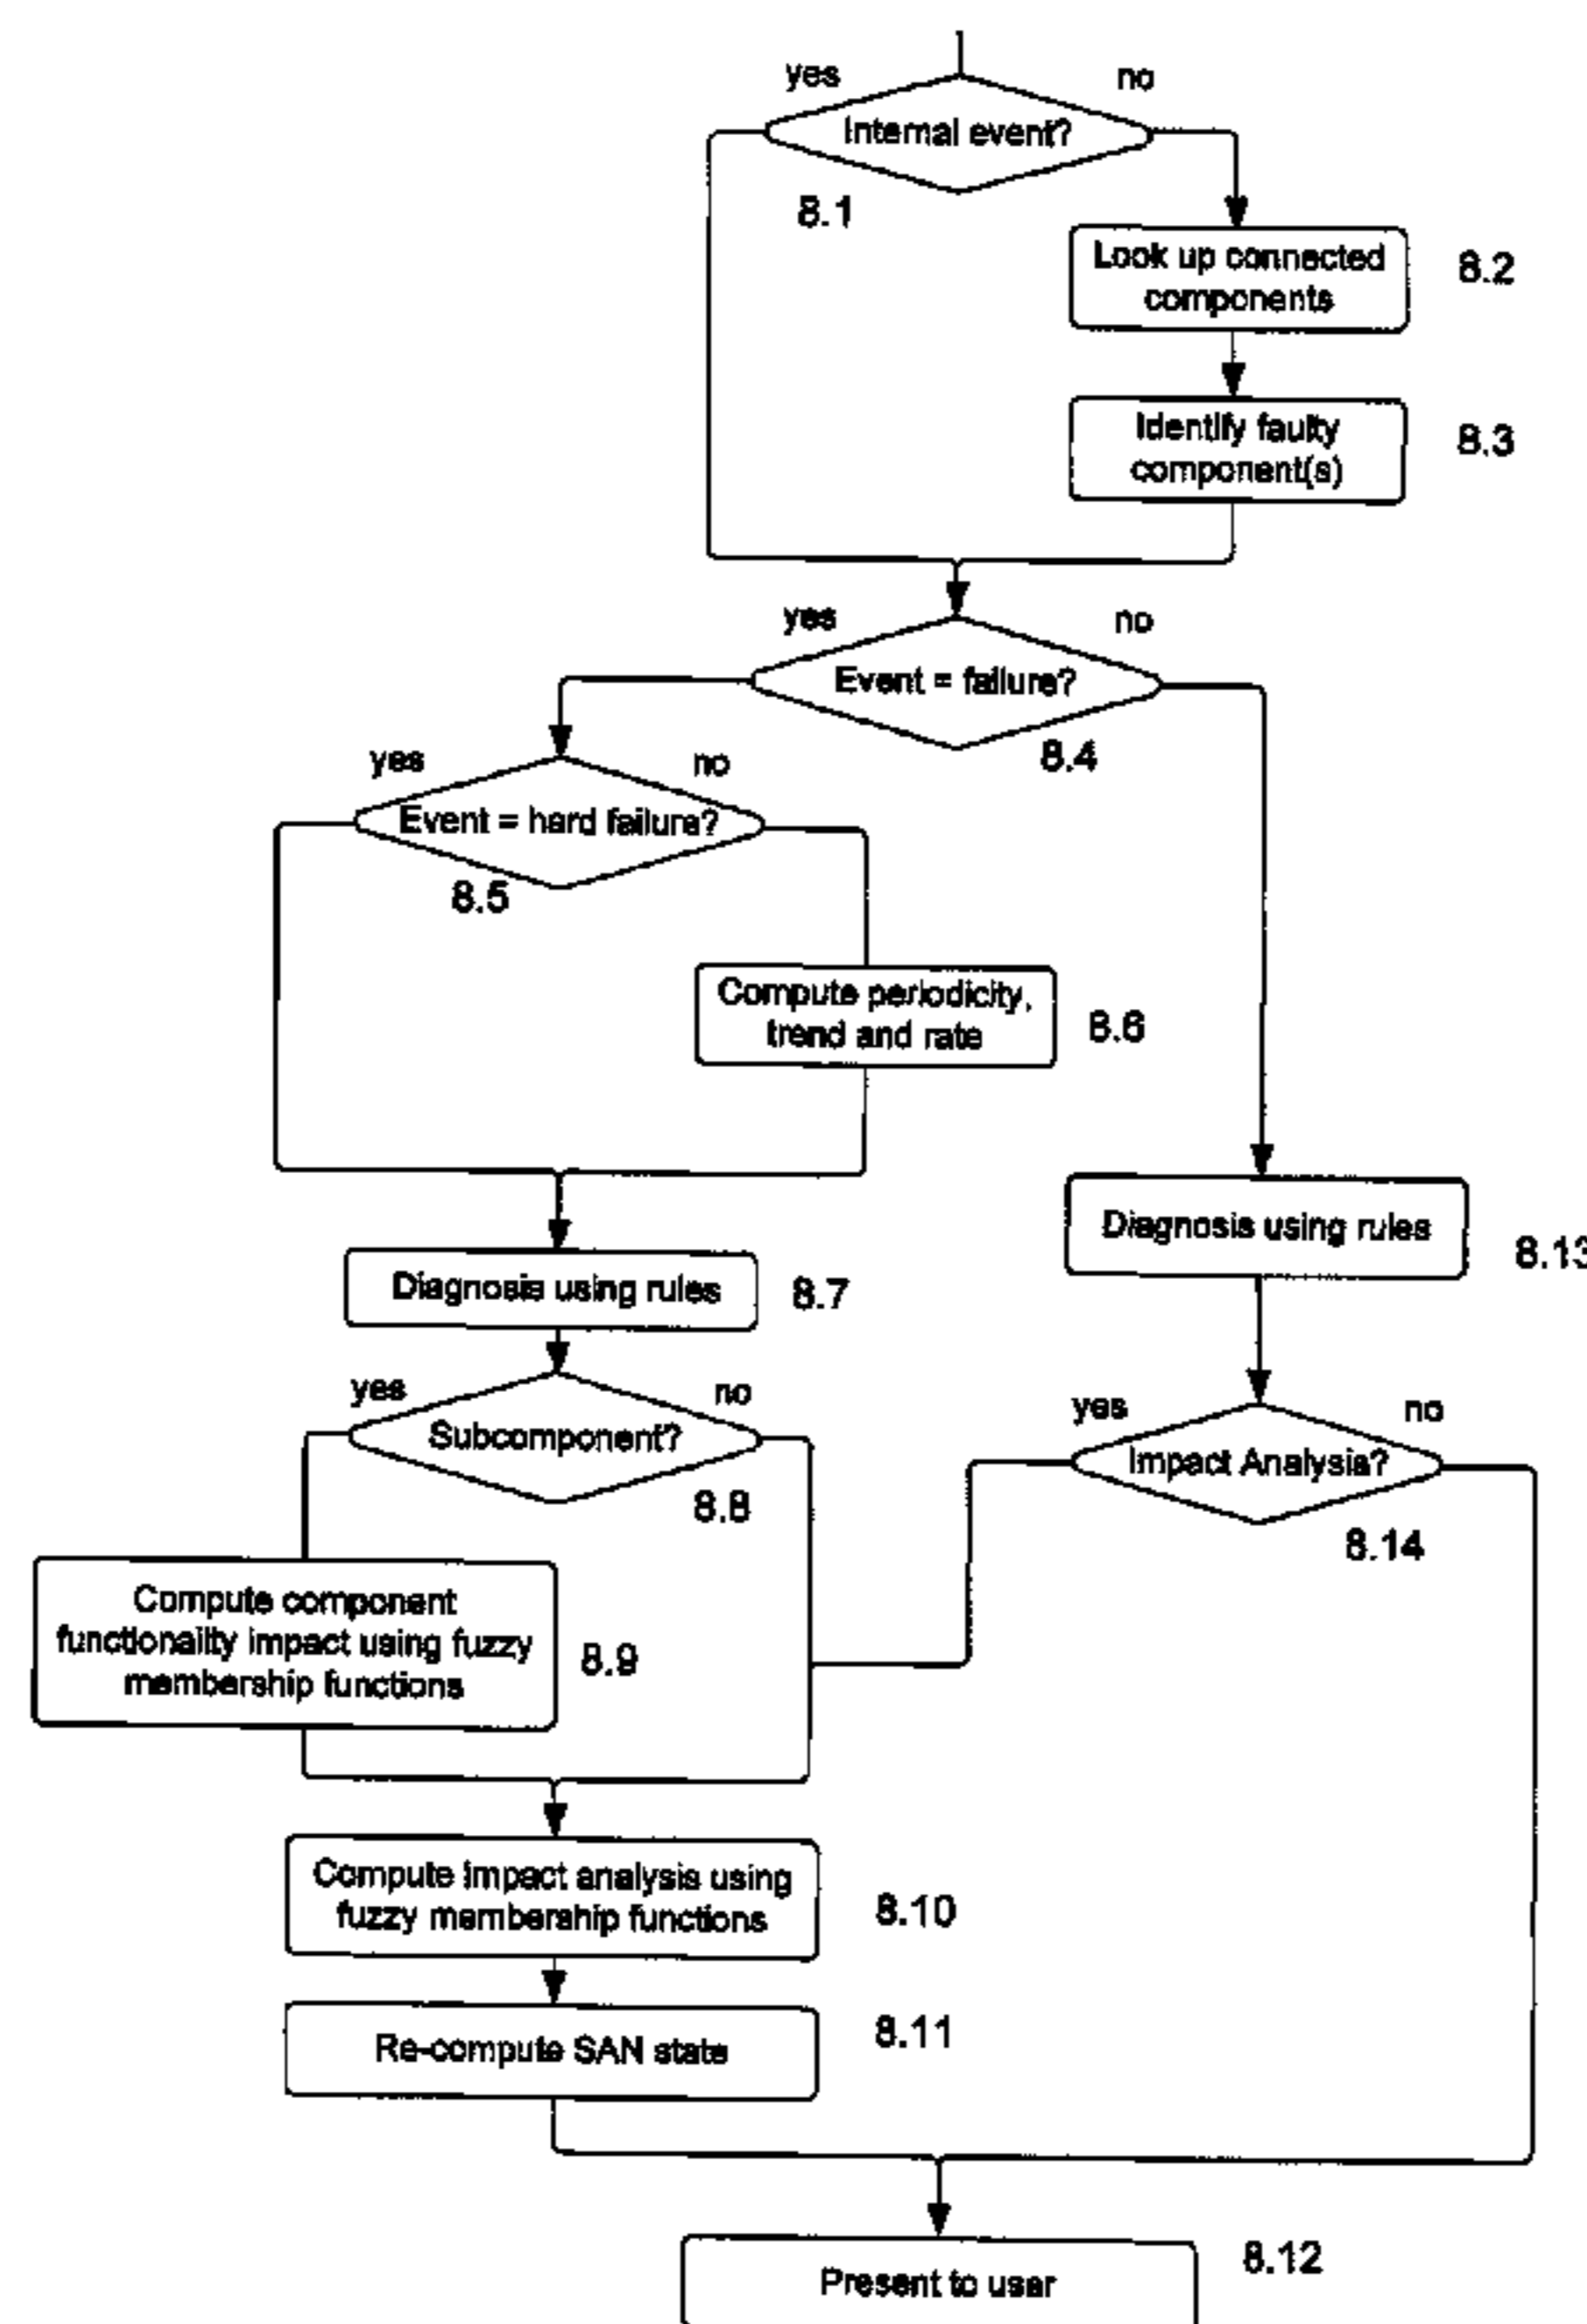 yes
no
Internal event?
8.1
Look up connected
components
8.2
Identify faulty
component(s)
8.3
yes
no
Event = failure?
8.4
yes
no
Event = hard failure?
8.5
Compute periodicity,
trend and rate
8.6
Diagnosis using rules
8.13
Diagnosis using rules
8.7
yes
no
Subcomponent?
8.8
yes
no
Impact Analysis?
8.14
Compute component
functionality impact using fuzzy
membership functions
8.9
Compute impact analysis using
fuzzy membership functions
8.10
Re-compute SAN state
8.11
Present to user
8.12